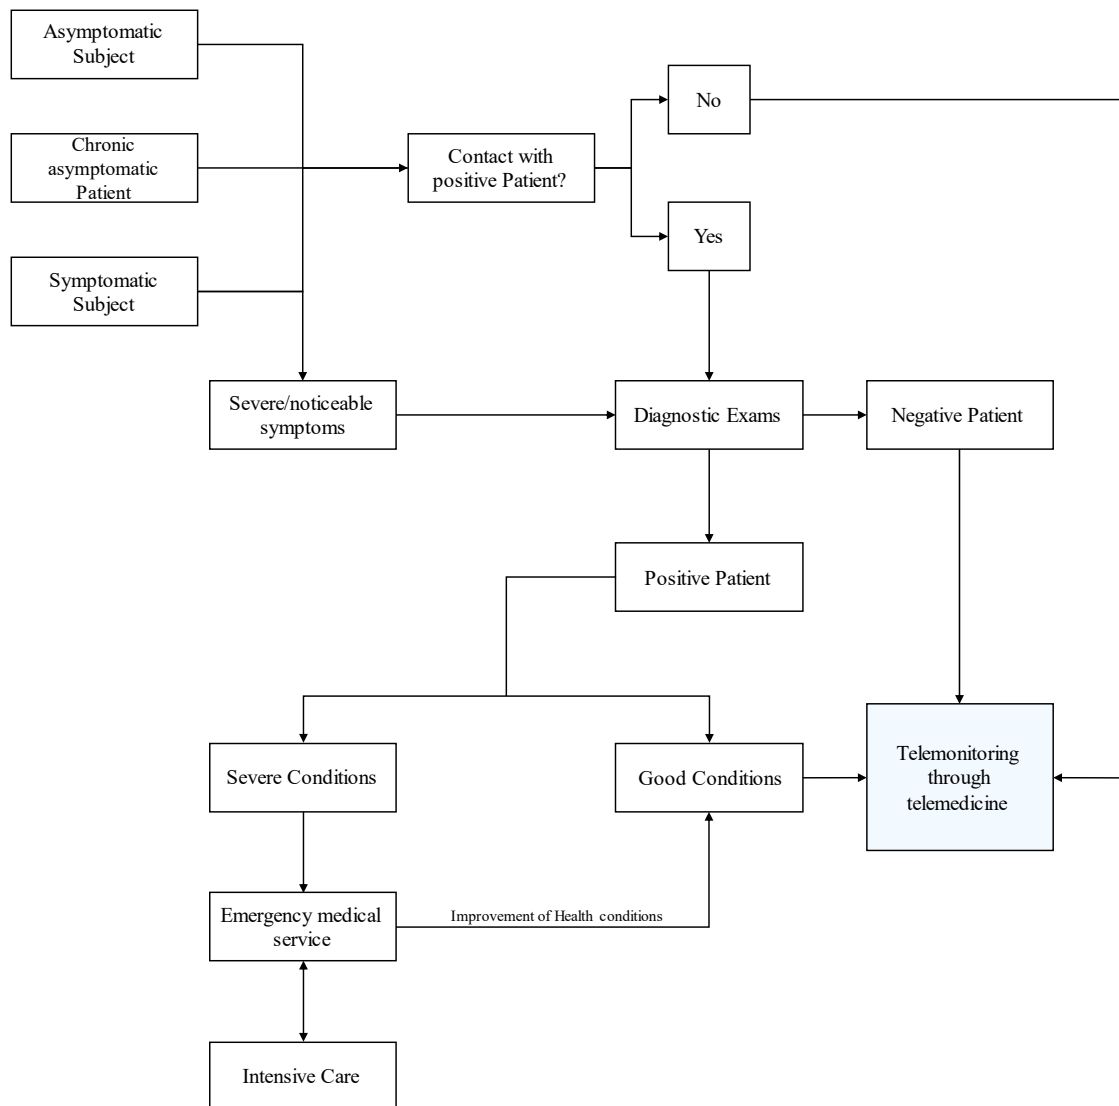 Asymptomatic
Subject
No
Chronic
asymptomatic
Patient
Contact with
positive Patient?
Yes
Symptomatic
Subject
Severe/noticeable
symptoms
Diagnostic Exams
Negative Patient
Positive Patient
Severe Conditions
Good Conditions
Telemonitoring
through
telemedicine
Emergency medical
service
Improvement of Health conditions
Intensive Care